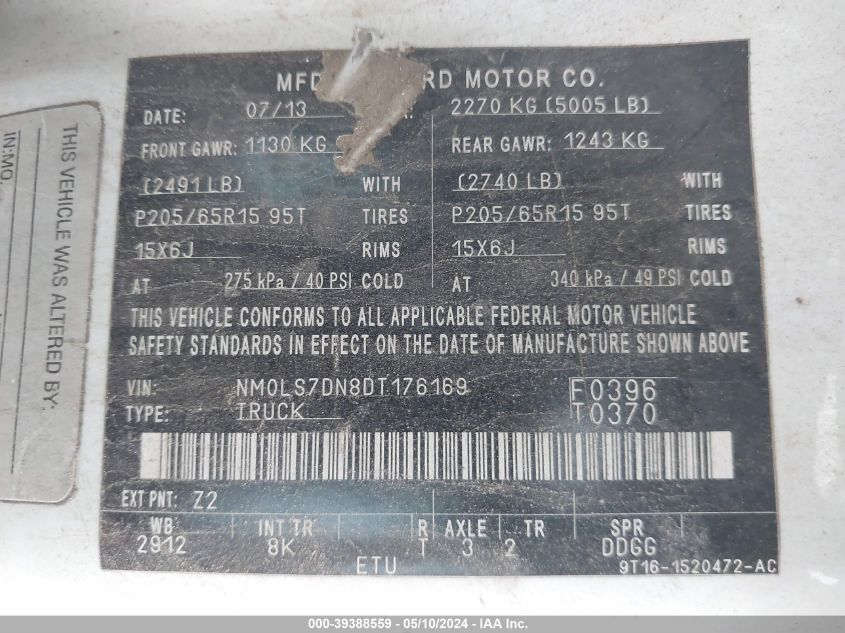 MFD RD MOTOR CO.
DATE: 07/13 2270 KG (5005 LB)
FRONT GAWR: 1130 KG REAR GAWR: 1243 KG
(2491 LB) WITH (2740 LB) WITH
P205/65R15 95T TIRES P205/65R15 95T TIRES
15X6J RIMS 15X6J RIMS
AT 275 kPa / 40 PSI COLD AT 340 kPa / 49 PSI COLD
THIS VEHICLE CONFORMS TO ALL APPLICABLE FEDERAL MOTOR VEHICLE
SAFETY STANDARDS IN EFFECT ON THE DATE OF MANUFACTURE SHOWN ABOVE
VIN: NM0LS7DN8DT176169 F0396
TYPE: TRUCK T0370
EXT PNT: Z2
WB INT TR R AXLE TR SPR
2912 8K T 3 2 DDGG
ETU 9T16-1520472-AC
THIS VEHICLE WAS ALTERED BY:
IN:MO.
000-39388559 - 05/10/2024 - IAA Inc.